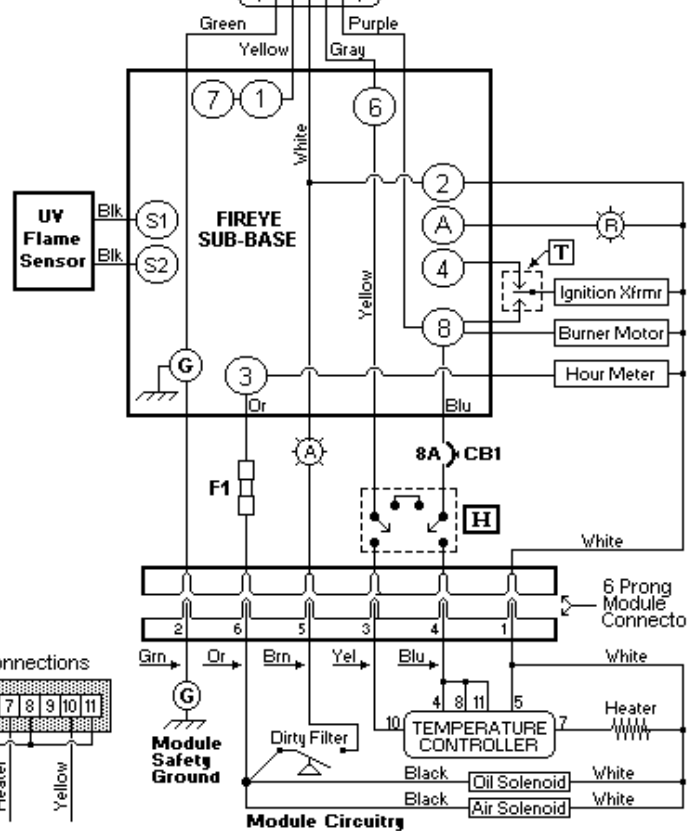 Green
Purple
Yellow
Gray
7 1
6
White
2
UV
Flame
Sensor
Blk
Blk
S1
S2
FIREYE
SUB-BASE
A
R
T
4
Yellow
Ignition Xfrmr
8
Burner Motor
G
3
Hour Meter
Or
Blu
A
8A CB1
F1
H
White
6 Prong
Module
Connecto
2 6 5 3 4 1
Grn Or Brn Yel Blu White
nnections
7 8 9 10 11
Heater
Yellow
G
Module
Safety
Ground
Dirty Filter
4 8 11 5
10
TEMPERATURE
CONTROLLER
7
Heater
Black Oil Solenoid White
Black Air Solenoid White
Module Circuitry